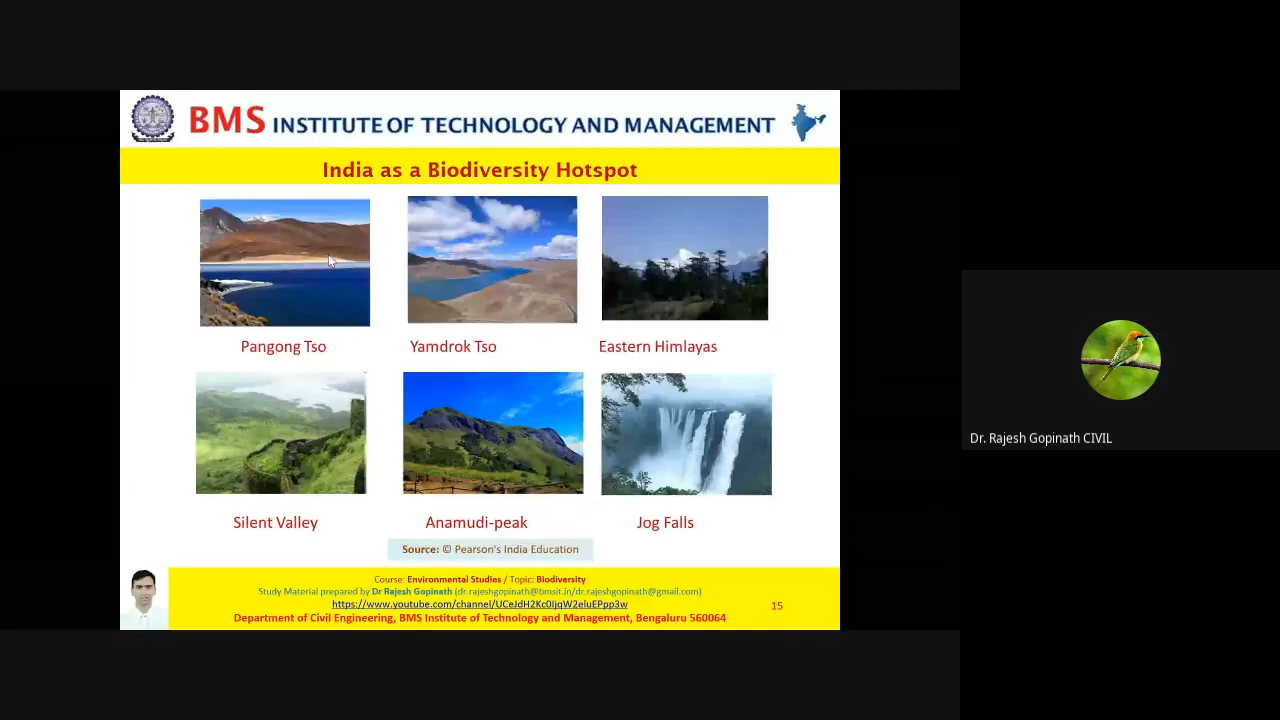 BMS INSTITUTE OF TECHNOLOGY AND MANAGEMENT
India as a Biodiversity Hotspot
Pangong Tso
Yamdrok Tso
Eastern Himlayas
Silent Valley
Anamudi-peak
Jog Falls
Source: © Pearson's India Education
Course: Environmental Studies / Topic: Biodiversity
Study Material prepared by Dr Rajesh Gopinath (dr.rajeshgopinath@bmsit.in/dr.rajeshgopinath@gmail.com)
https://www.youtube.com/channel/UCeJdH2Kc0IjqW2eluEPpp3w
15
Department of Civil Engineering, BMS Institute of Technology and Management, Bengaluru 560064
Dr. Rajesh Gopinath CIVIL